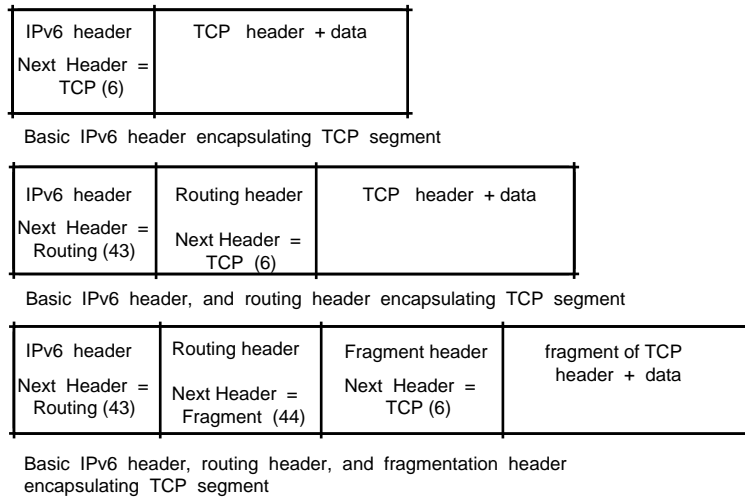 IPv6 header
Next Header =
TCP (6)
TCP header + data
Basic IPv6 header encapsulating TCP segment
IPv6 header
Next Header =
Routing (43)
Routing header
Next Header =
TCP (6)
TCP header + data
Basic IPv6 header, and routing header encapsulating TCP segment
IPv6 header
Next Header =
Routing (43)
Routing header
Next Header =
Fragment (44)
Fragment header
Next Header =
TCP (6)
fragment of TCP
header + data
Basic IPv6 header, routing header, and fragmentation header
encapsulating TCP segment